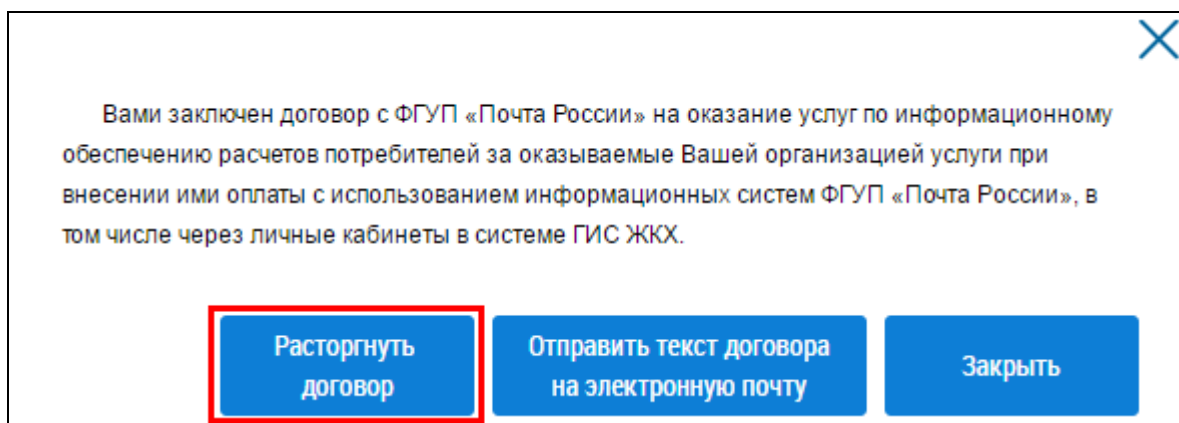 Вами заключен договор с ФГУП «Почта России» на оказание услуг по информационному
обеспечению расчетов потребителей за оказываемые Вашей организацией услуги при
внесении ими оплаты с использованием информационных систем ФГУП «Почта России», в
том числе через личные кабинеты в системе ГИС ЖКХ.
Расторгнуть
договор
Отправить текст договора
на электронную почту
Закрыть